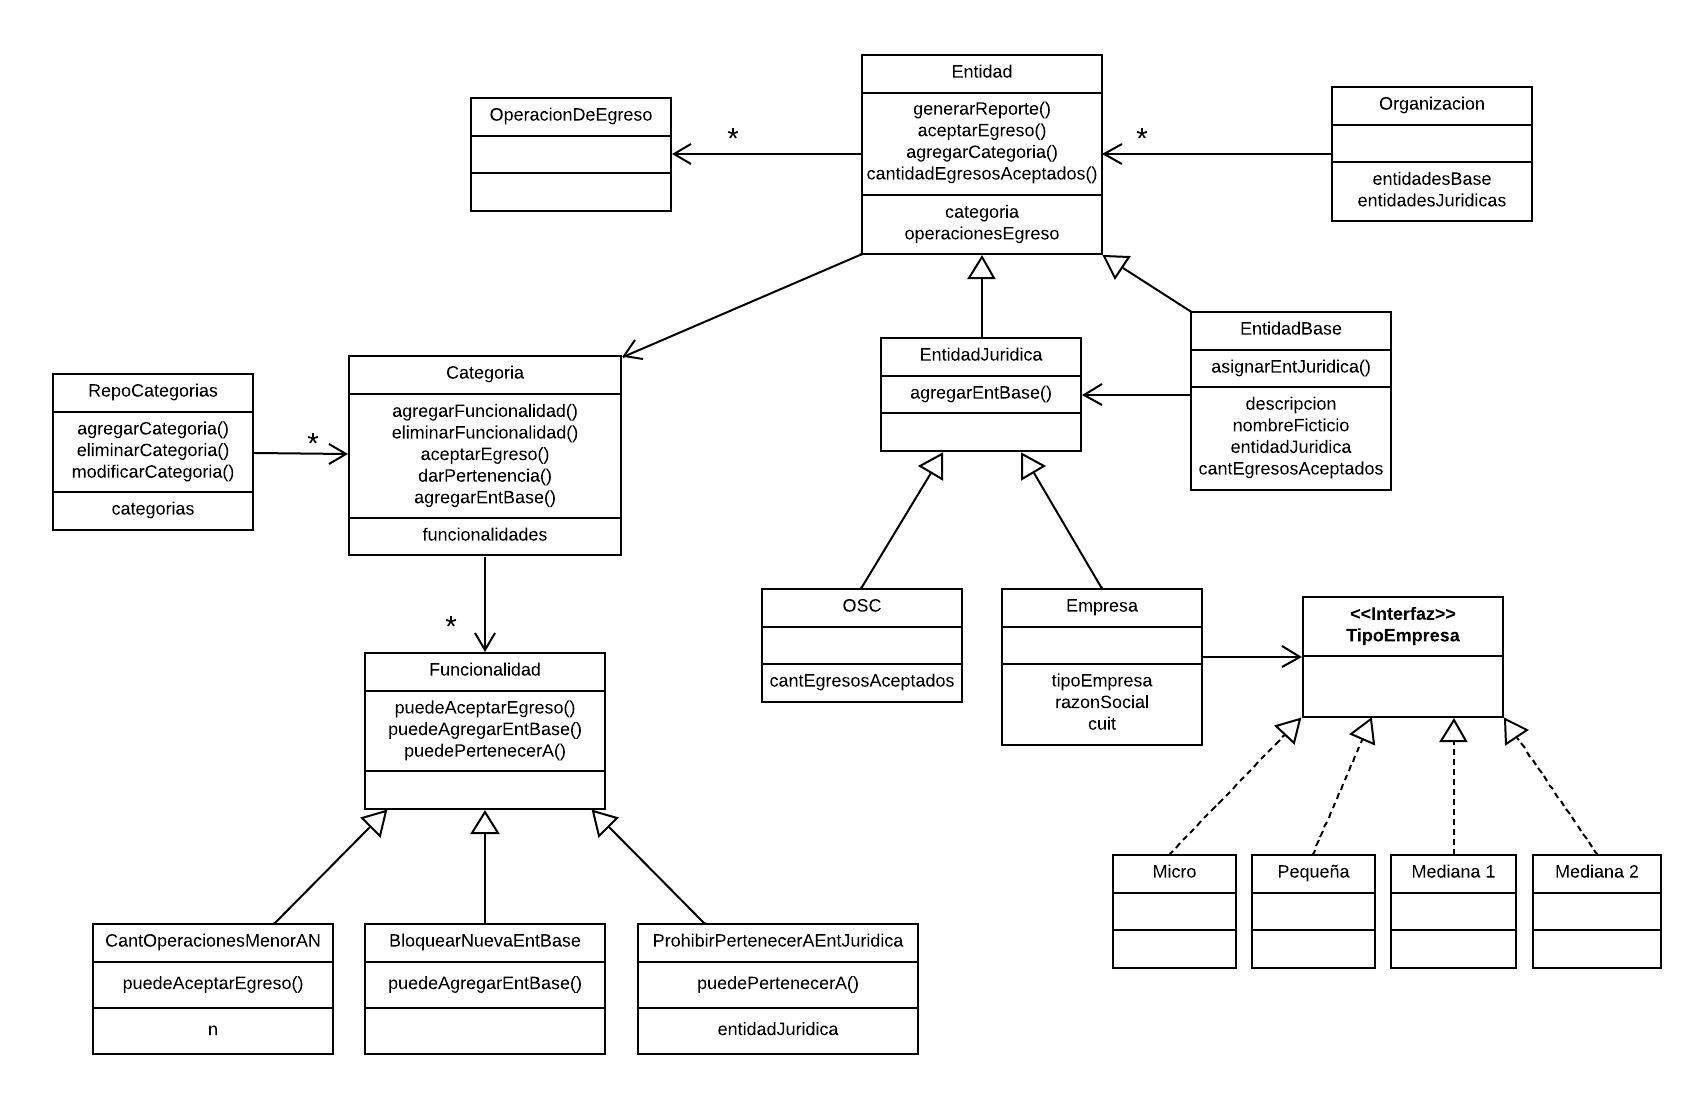 Entidad
generarReporte()
aceptarEgreso()
agregarCategoria()
cantidadEgresosAceptados()
categoria
operacionesEgreso
OperacionDeEgreso
*
Organizacion
entidadesBase
entidadesJuridicas
*
EntidadBase
asignarEntJuridica()
descripcion
nombreFicticio
entidadJuridica
cantEgresosAceptados
EntidadJuridica
agregarEntBase()
Categoria
agregarFuncionalidad()
eliminarFuncionalidad()
aceptarEgreso()
darPertenencia()
agregarEntBase()
funcionalidades
RepoCategorias
agregarCategoria()
eliminarCategoria()
modificarCategoria()
categorias
*
OSC
cantEgresosAceptados
Empresa
tipoEmpresa
razonSocial
cuit
<<Interfaz>>
TipoEmpresa
*
Funcionalidad
puedeAceptarEgreso()
puedeAgregarEntBase()
puedePertenecerA()
Micro
Pequeña
Mediana 1
Mediana 2
CantOperacionesMenorAN
puedeAceptarEgreso()
n
BloquearNuevaEntBase
puedeAgregarEntBase()
ProhibirPertenecerAEntJuridica
puedePertenecerA()
entidadJuridica